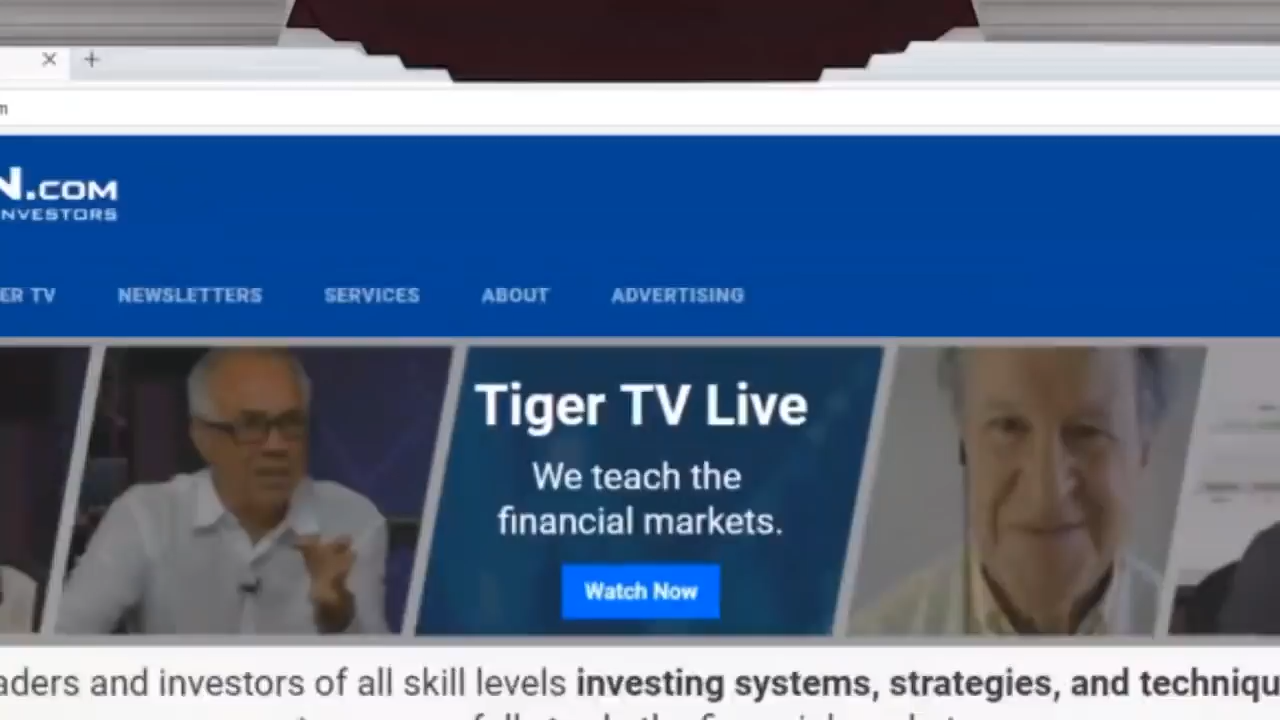 m
N.COM
INVESTORS
ER TV NEWSLETTERS SERVICES ABOUT ADVERTISING
Tiger TV Live
We teach the
financial markets.
Watch Now
aders and investors of all skill levels investing systems, strategies, and techniqu